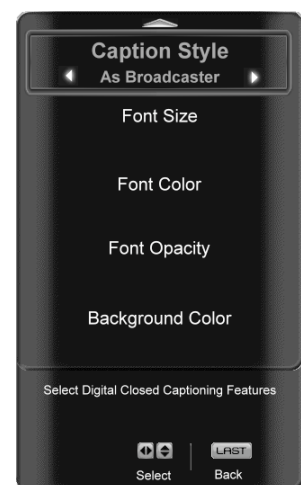 Caption Style
As Broadcaster
Font Size
Font Color
Font Opacity
Background Color
Select Digital Closed Captioning Features
LAST
Select
Back